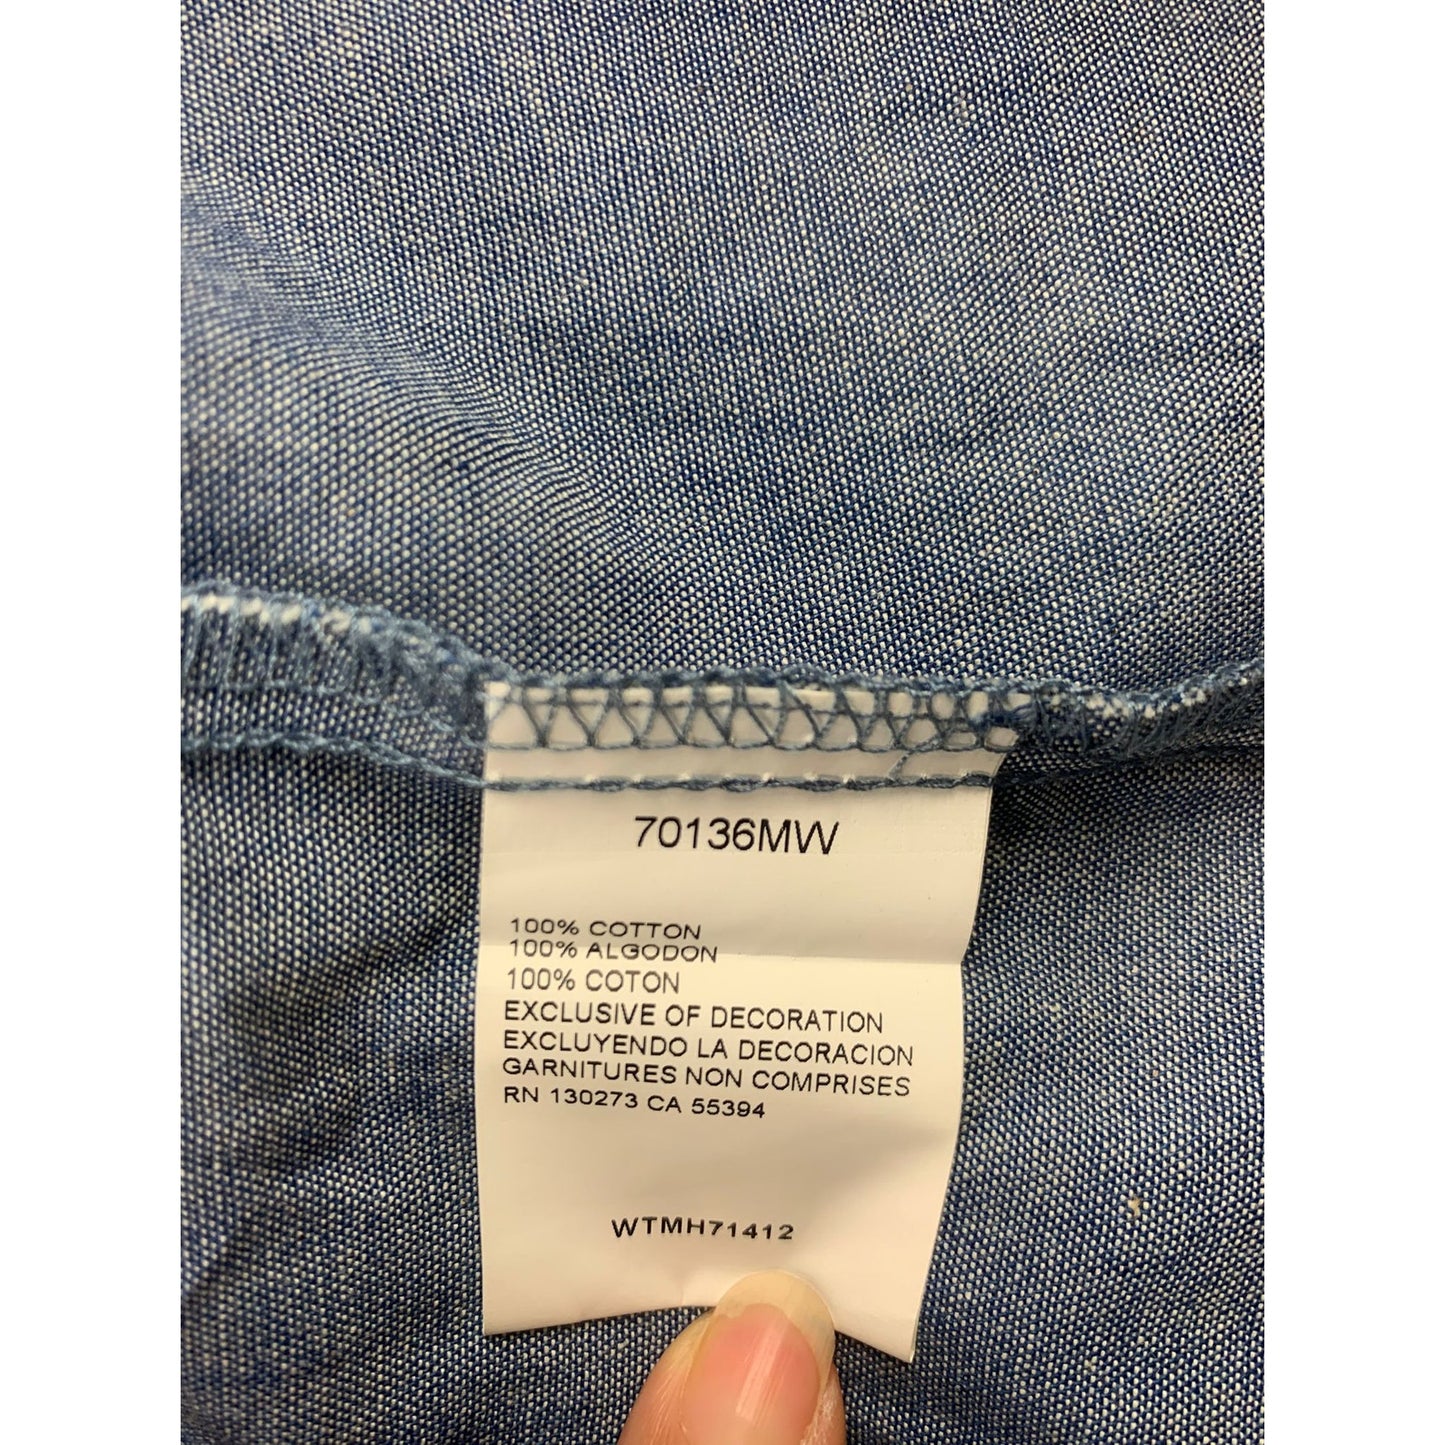 70136MW
100% COTTON
100% ALGODON
100% COTON
EXCLUSIVE OF DECORATION
EXCLUYENDO LA DECORACION
GARNITURES NON COMPRISES
RN 130273 CA 55394
WTMH71412